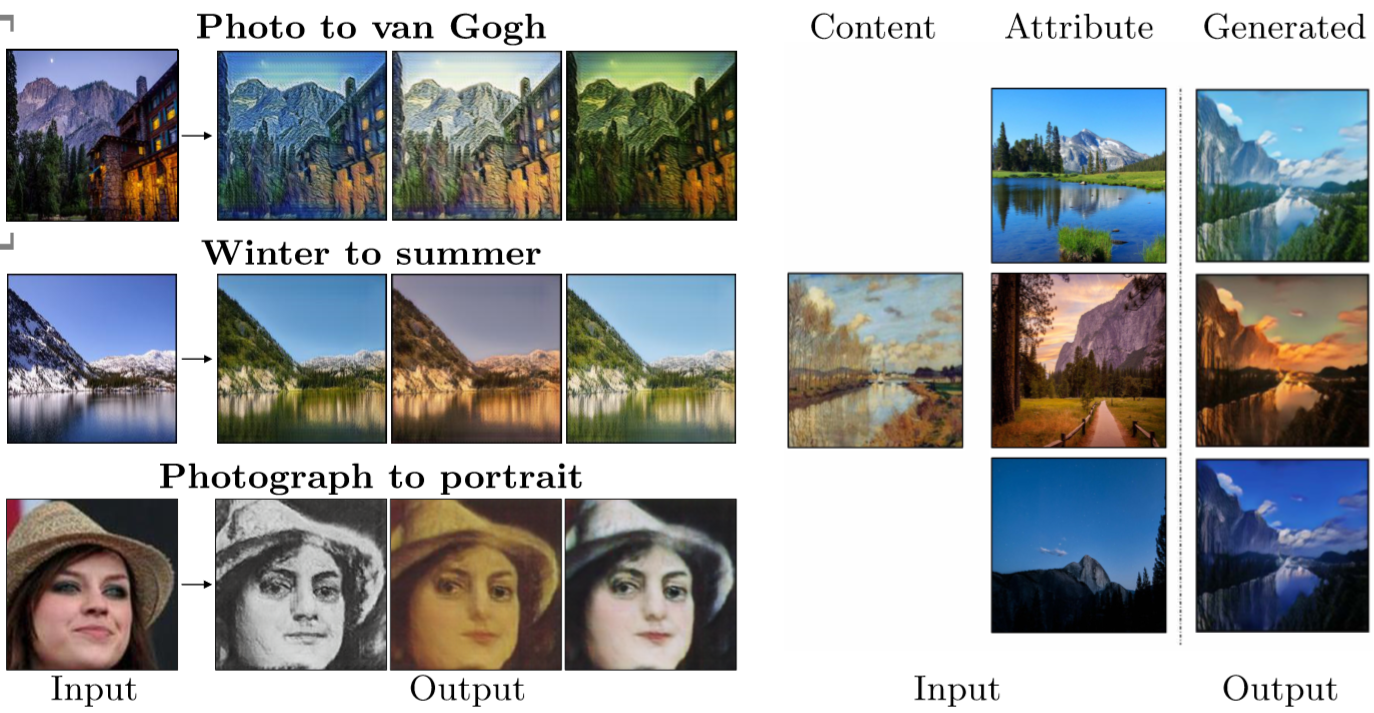 Photo to van Gogh
Winter to summer
Photograph to portrait
Input
Output
Content
Attribute
Generated
Input
Output